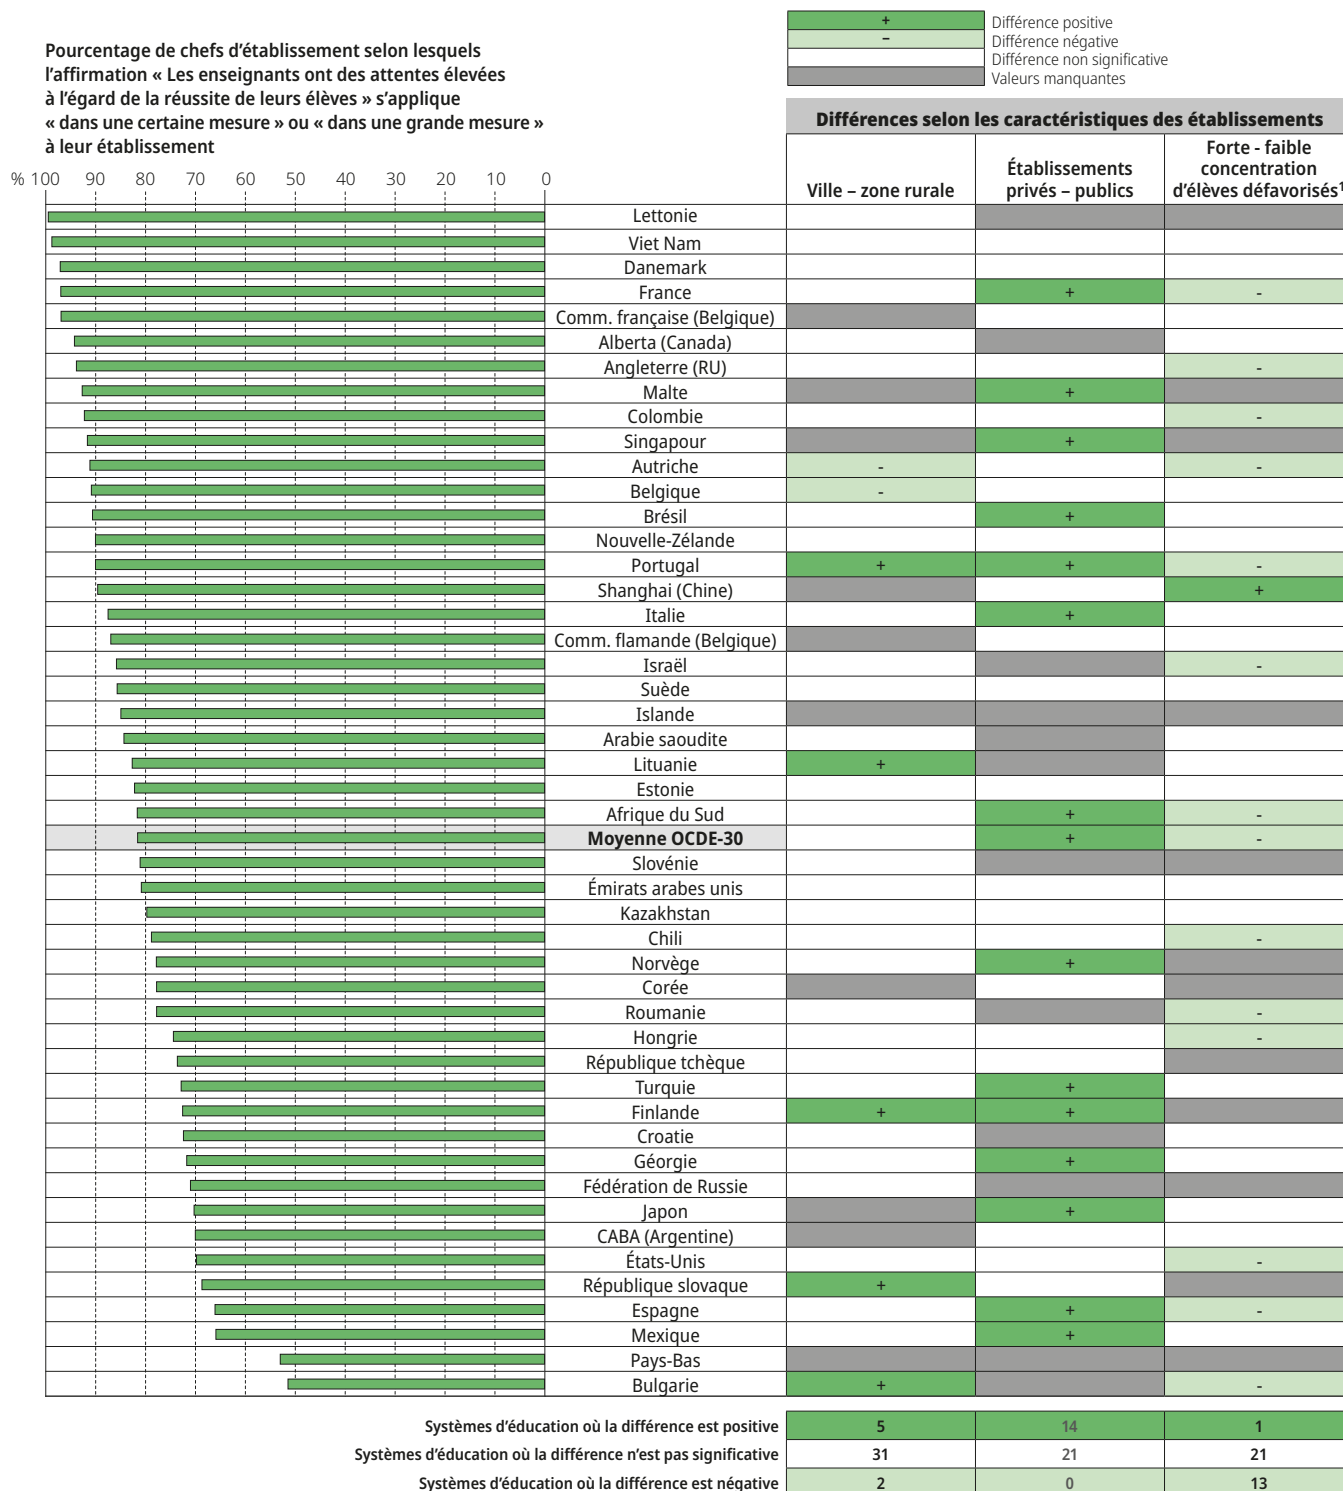 + Différence positive
– Différence négative
Différence non significative
Valeurs manquantes
Pourcentage de chefs d'établissement selon lesquels
l'affirmation « Les enseignants ont des attentes élevées
à l'égard de la réussite de leurs élèves » s'applique
« dans une certaine mesure » ou « dans une grande mesure »
à leur établissement
Différences selon les caractéristiques des établissements
Ville – zone rurale
Établissements
privés – publics
Forte - faible
concentration
d'élèves défavorisés¹
% 100 90 80 70 60 50 40 30 20 10 0
Lettonie
Viet Nam
Danemark
France + -
Comm. française (Belgique)
Alberta (Canada)
Angleterre (RU) -
Malte +
Colombie -
Singapour +
Autriche - -
Belgique -
Brésil +
Nouvelle-Zélande
Portugal + + -
Shanghai (Chine) +
Italie +
Comm. flamande (Belgique)
Israël -
Suède
Islande
Arabie saoudite
Lituanie +
Estonie
Afrique du Sud + -
Moyenne OCDE-30 + -
Slovénie
Émirats arabes unis
Kazakhstan
Chili -
Norvège +
Corée
Roumanie -
Hongrie -
République tchèque
Turquie +
Finlande + +
Croatie
Géorgie +
Fédération de Russie
Japon +
CABA (Argentine)
États-Unis -
République slovaque +
Espagne + -
Mexique +
Pays-Bas
Bulgarie + -
Systèmes d'éducation où la différence est positive 5 14 1
Systèmes d'éducation où la différence n'est pas significative 31 21 21
Systèmes d'éducation où la différence est négative 2 0 13